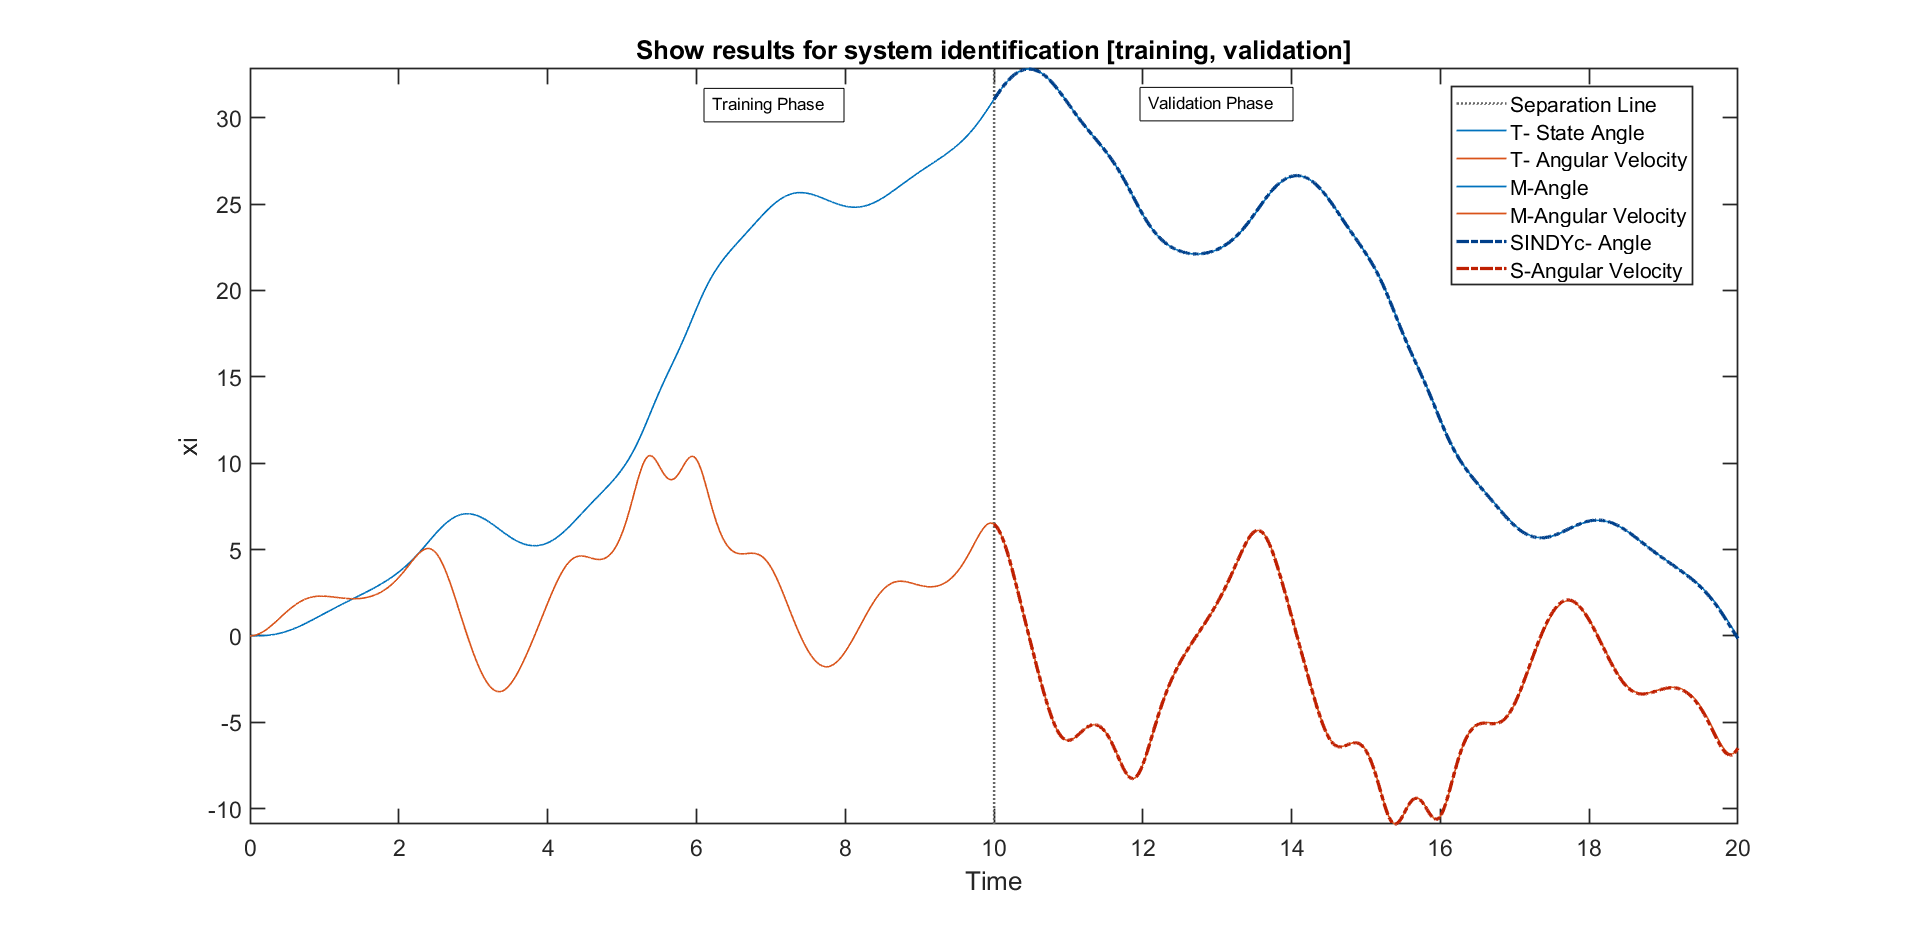 Show results for system identification [training, validation]
Training Phase
Validation Phase
Separation Line
T- State Angle
T- Angular Velocity
M-Angle
M-Angular Velocity
SINDYc- Angle
S-Angular Velocity
30
25
20
15
10
5
0
-5
-10
xi
0 2 4 6 8 10 12 14 16 18 20
Time